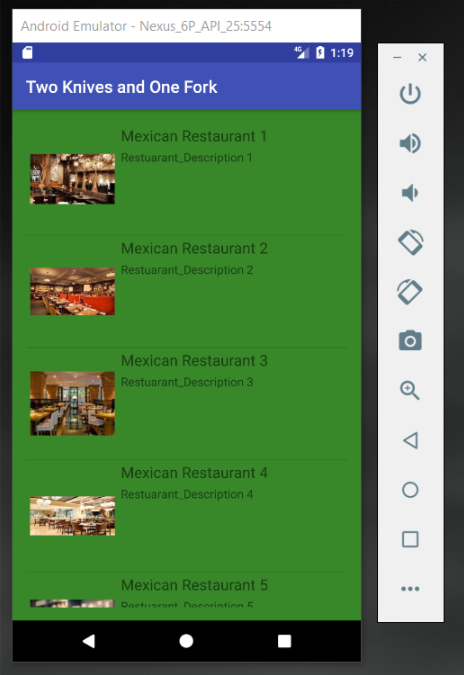 Android Emulator - Nexus_6P_API_25:5554
4G 1:19
Two Knives and One Fork
Mexican Restaurant 1
Restuarant_Description 1
Mexican Restaurant 2
Restuarant_Description 2
Mexican Restaurant 3
Restuarant_Description 3
Mexican Restaurant 4
Restuarant_Description 4
Mexican Restaurant 5
Restuarant_Description 5